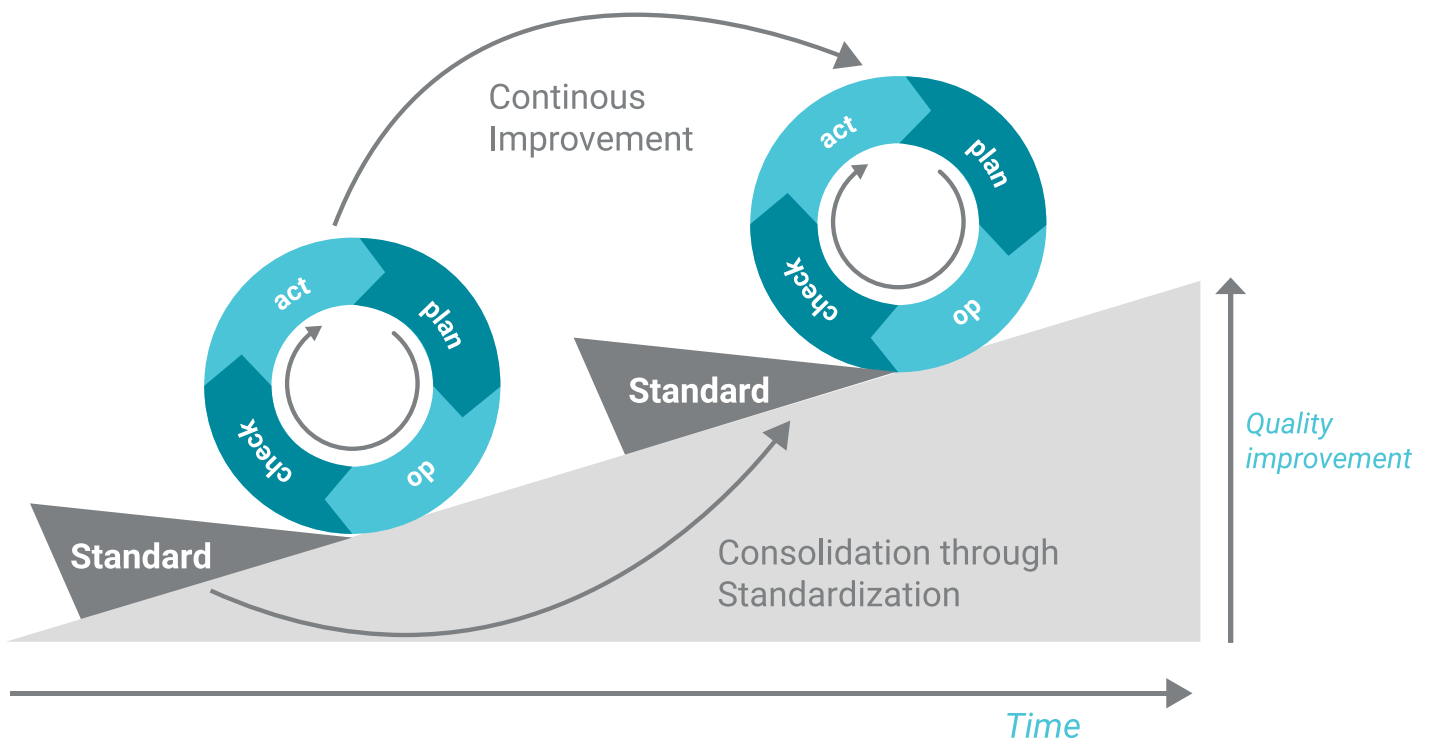 Continous
Improvement
act
plan
do
check
act
plan
do
check
Standard
Standard
Quality
improvement
Consolidation through
Standardization
Time